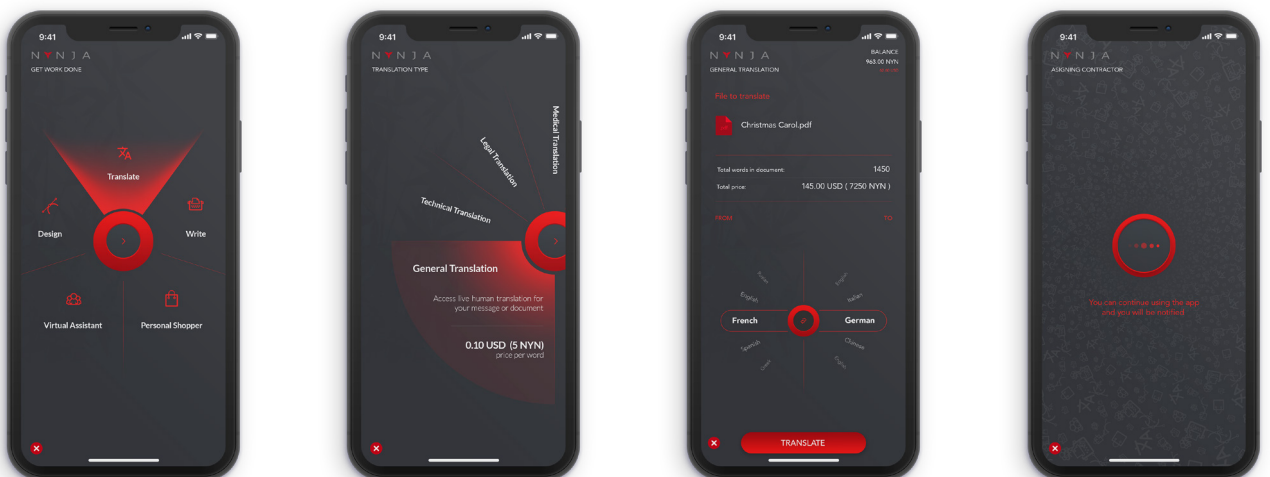 9:41
NYNJA
GET WORK DONE
Translate
Design
Write
Virtual Assistant
Personal Shopper
9:41
NYNJA
TRANSLATION TYPE
Medical Translation
Legal Translation
Technical Translation
General Translation
Access live human translation for
your message or document
0.10 USD (5 NYN)
price per word
9:41
NYNJA
BALANCE
963.00 NYN
GENERAL TRANSLATION
File to translate
Christmas Carol.pdf
Total words in document:
1450
Total price:
145.00 USD ( 7250 NYN )
FROM
TO
English
English
Italian
French
German
Spanish
Chinese
English
TRANSLATE
9:41
NYNJA
ASIGNING CONTRACTOR
You can continue using the app
and you will be notified